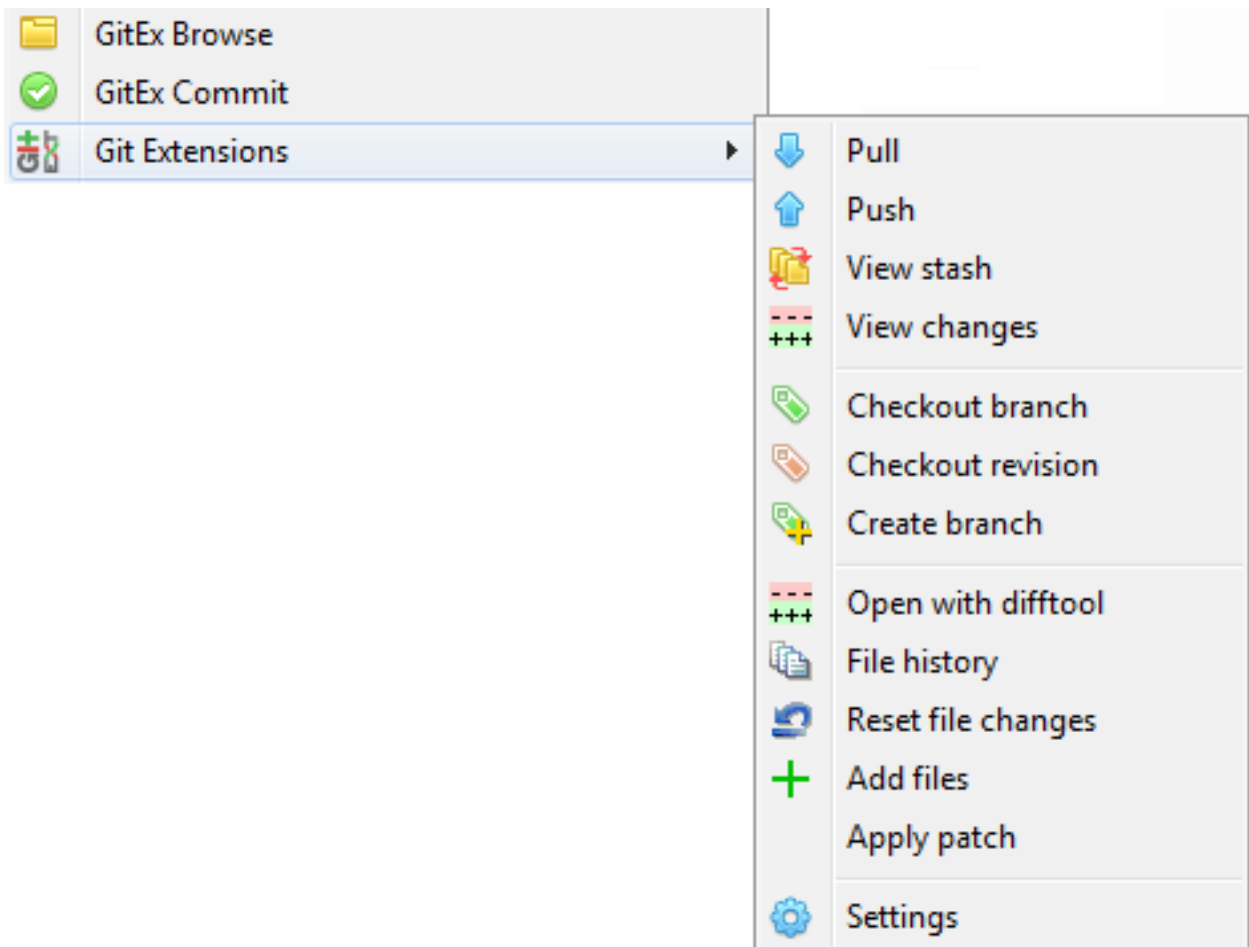 GitEx Browse
GitEx Commit
Git Extensions
Pull
Push
View stash
View changes
Checkout branch
Checkout revision
Create branch
Open with difftool
File history
Reset file changes
Add files
Apply patch
Settings